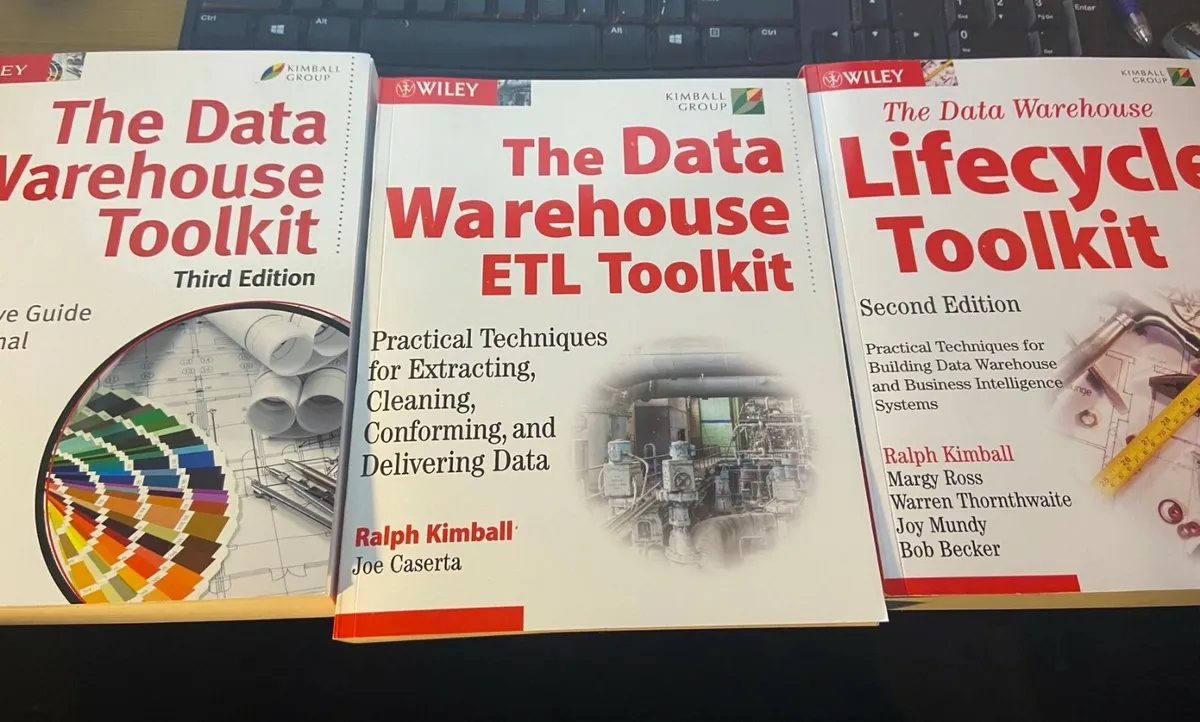 EY
KIMBALL
GROUP
The Data
Warehouse
Toolkit
Third Edition
ve Guide
nal
WILEY
KIMBALL
GROUP
The Data
Warehouse
ETL Toolkit
Practical Techniques
for Extracting,
Cleaning,
Conforming, and
Delivering Data
Ralph Kimball
Joe Caserta
WILEY
KIMBALL
GROUP
The Data Warehouse
Lifecycle
Toolkit
Second Edition
Practical Techniques for
Building Data Warehouse
and Business Intelligence
Systems
Ralph Kimball
Margy Ross
Warren Thornthwaite
Joy Mundy
Bob Becker
Ctrl
Alt
Alt
Ctrl
0
Enter